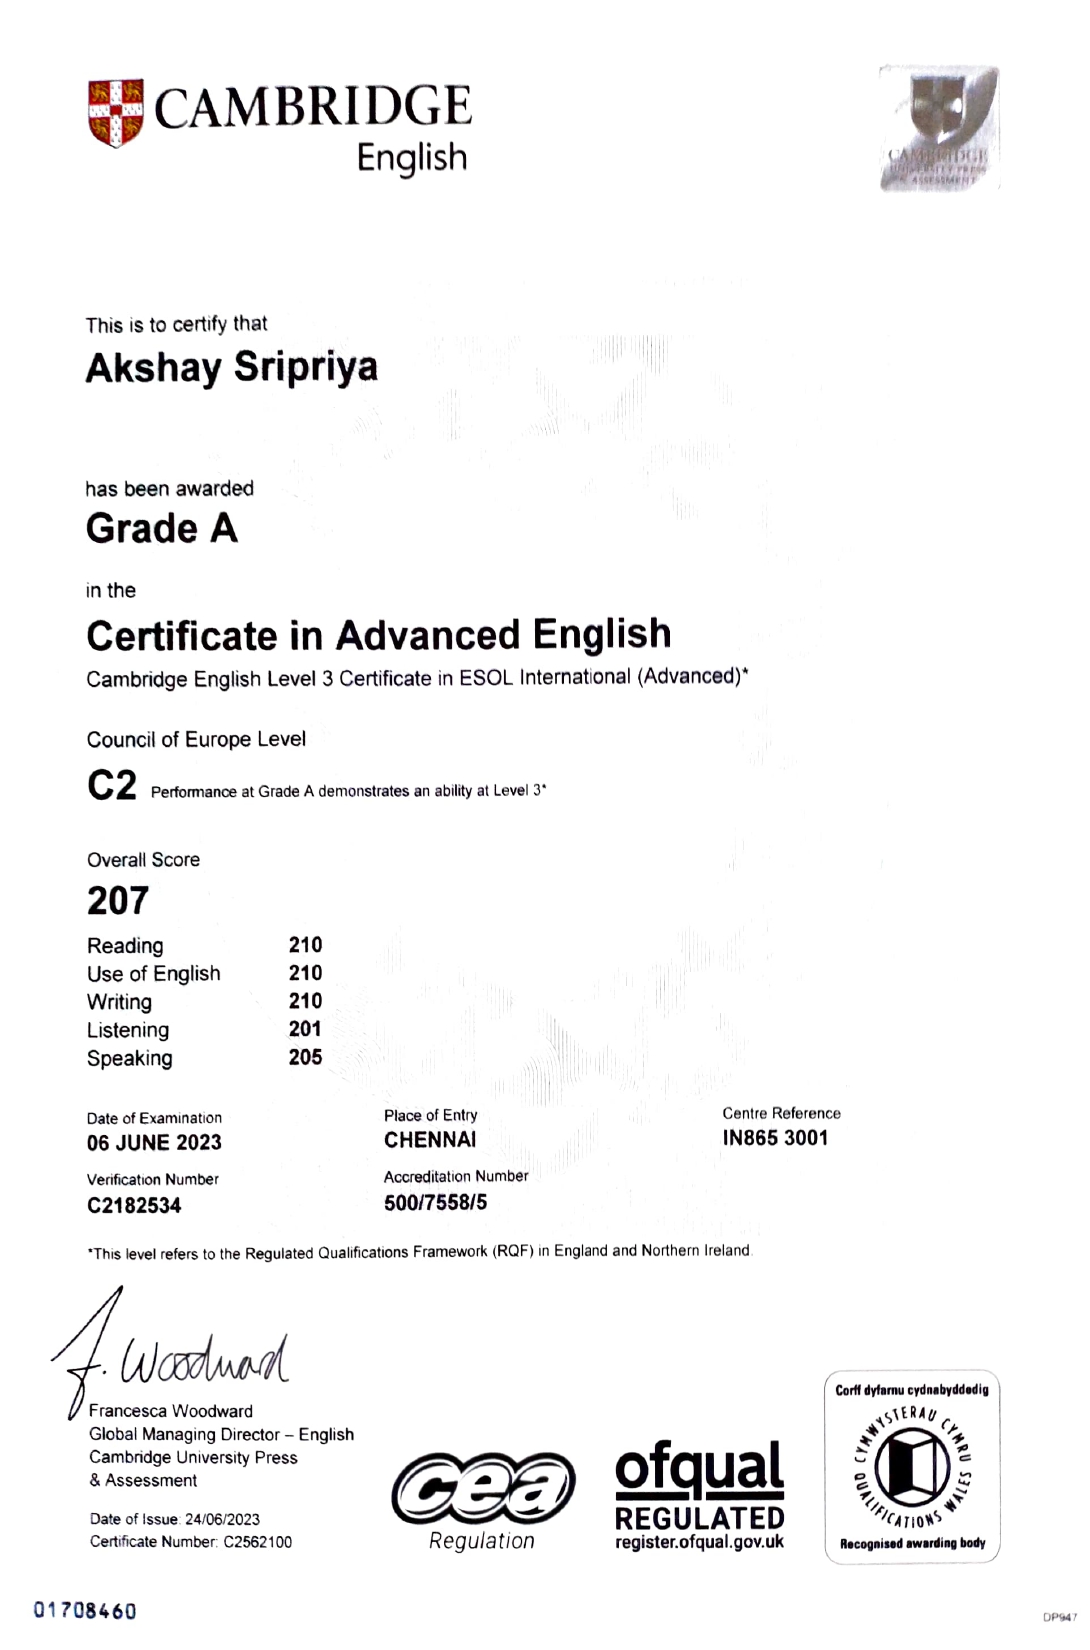 CAMBRIDGE
English
CAMBRIDGE
UNIVERSITY PRESS
& ASSESSMENT
This is to certify that
Akshay Sripriya
has been awarded
Grade A
in the
Certificate in Advanced English
Cambridge English Level 3 Certificate in ESOL International (Advanced)*
Council of Europe Level
C2 Performance at Grade A demonstrates an ability at Level 3*
Overall Score
207
Reading 210
Use of English 210
Writing 210
Listening 201
Speaking 205
Date of Examination Place of Entry Centre Reference
06 JUNE 2023 CHENNAI IN865 3001
Verification Number Accreditation Number
C2182534 500/7558/5
*This level refers to the Regulated Qualifications Framework (RQF) in England and Northern Ireland.
F. Woodward
Francesca Woodward
Global Managing Director – English
Cambridge University Press
& Assessment
Date of Issue: 24/06/2023
Certificate Number: C2562100
cea
Regulation
ofqual
REGULATED
register.ofqual.gov.uk
Corff dyfarnu cydnabyddedig
CYMWYSTERAU CYMRU
QUALIFICATIONS WALES
Recognised awarding body
01708460
DP947